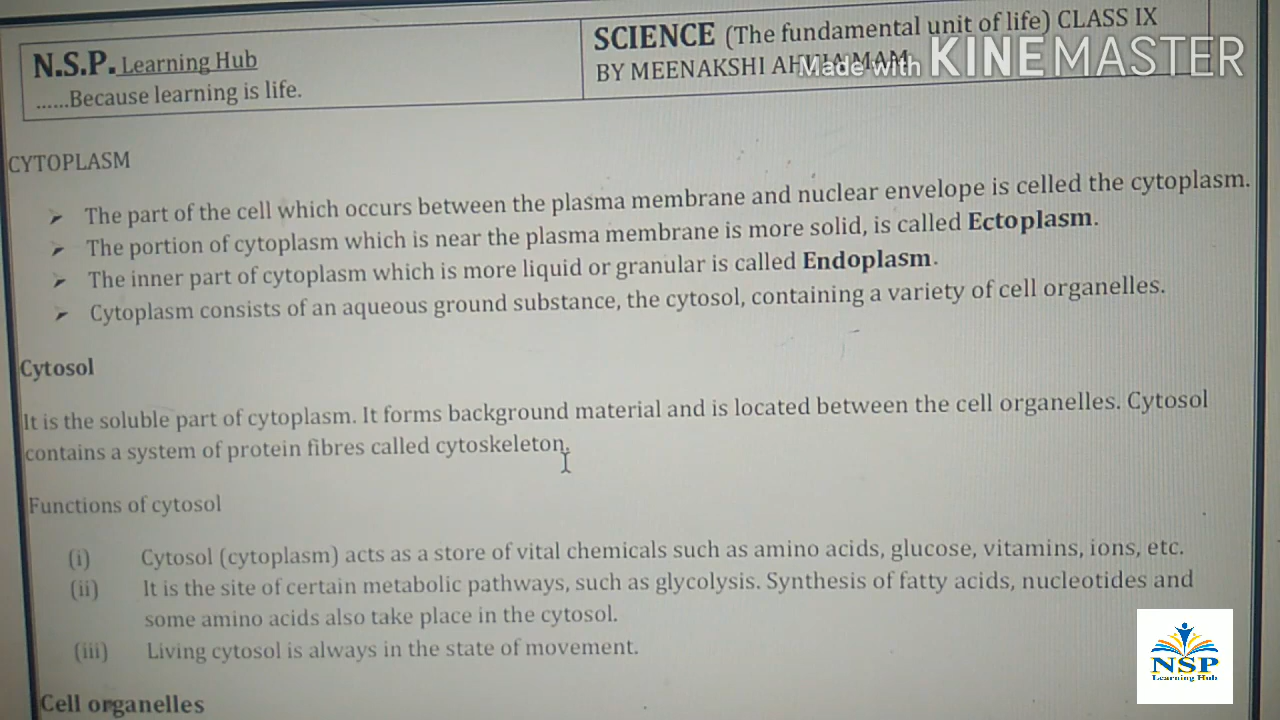 N.S.P. Learning Hub
......Because learning is life.
SCIENCE (The fundamental unit of life) CLASS IX
BY MEENAKSHI MAM
Made with KINEMASTER
CYTOPLASM
➤ The part of the cell which occurs between the plasma membrane and nuclear envelope is celled the cytoplasm.
➤ The portion of cytoplasm which is near the plasma membrane is more solid, is called Ectoplasm.
➤ The inner part of cytoplasm which is more liquid or granular is called Endoplasm.
➤ Cytoplasm consists of an aqueous ground substance, the cytosol, containing a variety of cell organelles.
Cytosol
It is the soluble part of cytoplasm. It forms background material and is located between the cell organelles. Cytosol
contains a system of protein fibres called cytoskeleton.
Functions of cytosol
(i) Cytosol (cytoplasm) acts as a store of vital chemicals such as amino acids, glucose, vitamins, ions, etc.
(ii) It is the site of certain metabolic pathways, such as glycolysis. Synthesis of fatty acids, nucleotides and
some amino acids also take place in the cytosol.
(iii) Living cytosol is always in the state of movement.
Cell organelles
NSP
Learning Hub